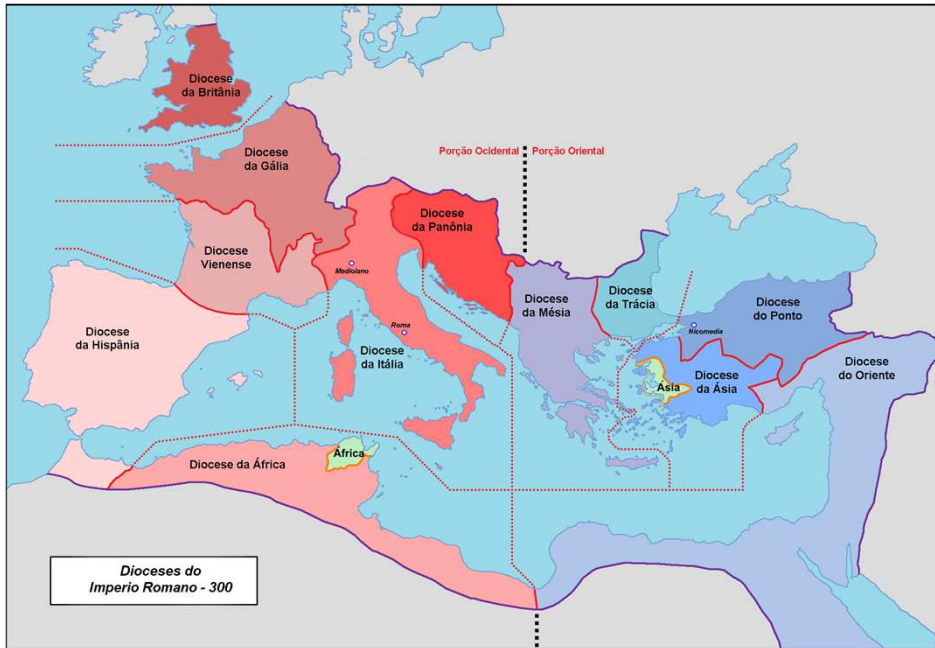 Diocese
da Britânia
Diocese
da Gália
Porção Ocidental
Porção Oriental
Diocese
da Panônia
Diocese
Vienense
Mediolano
Diocese
da Mésia
Diocese
da Trácia
Diocese
do Ponto
Nicomedia
Diocese
da Hispânia
Roma
Diocese
da Itália
Ásia
Diocese
da Ásia
Diocese
do Oriente
Diocese da África
África
Dioceses do
Imperio Romano - 300